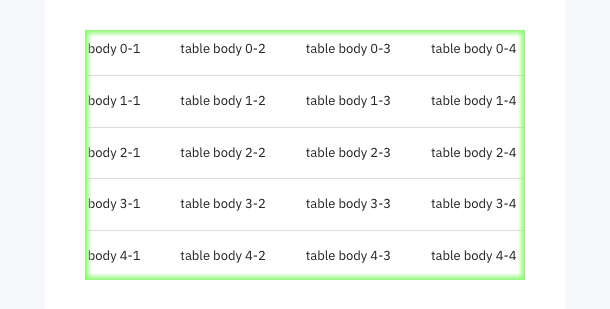 body 0-1 table body 0-2 table body 0-3 table body 0-4
body 1-1 table body 1-2 table body 1-3 table body 1-4
body 2-1 table body 2-2 table body 2-3 table body 2-4
body 3-1 table body 3-2 table body 3-3 table body 3-4
body 4-1 table body 4-2 table body 4-3 table body 4-4